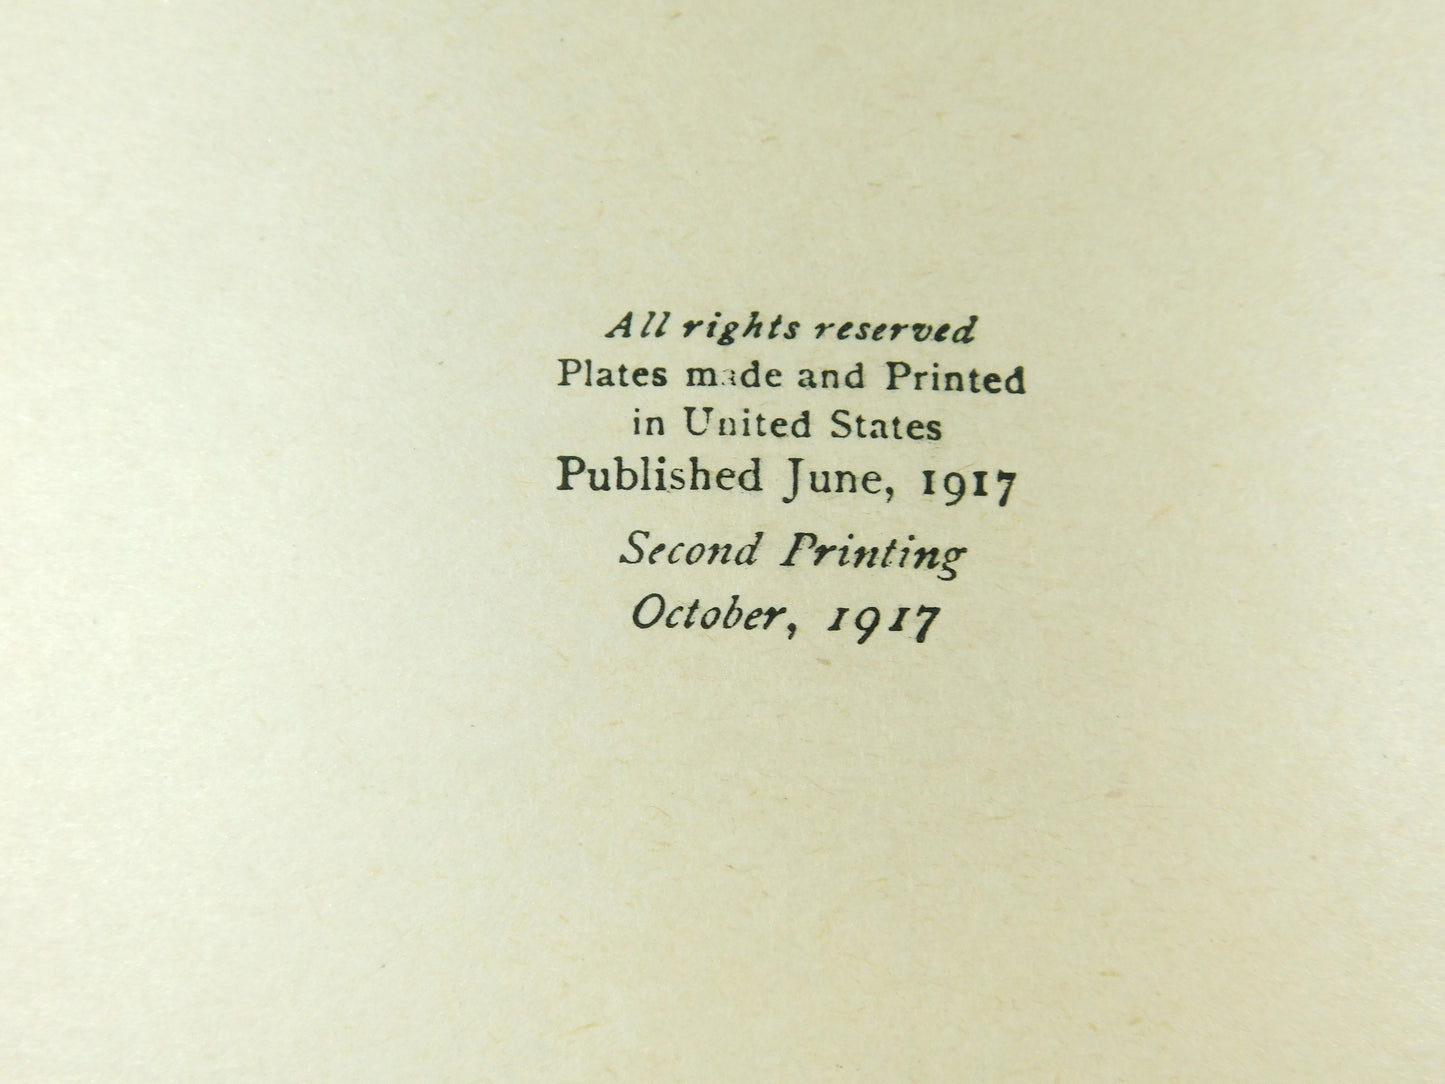 All rights reserved
Plates made and Printed
in United States
Published June, 1917
Second Printing
October, 1917